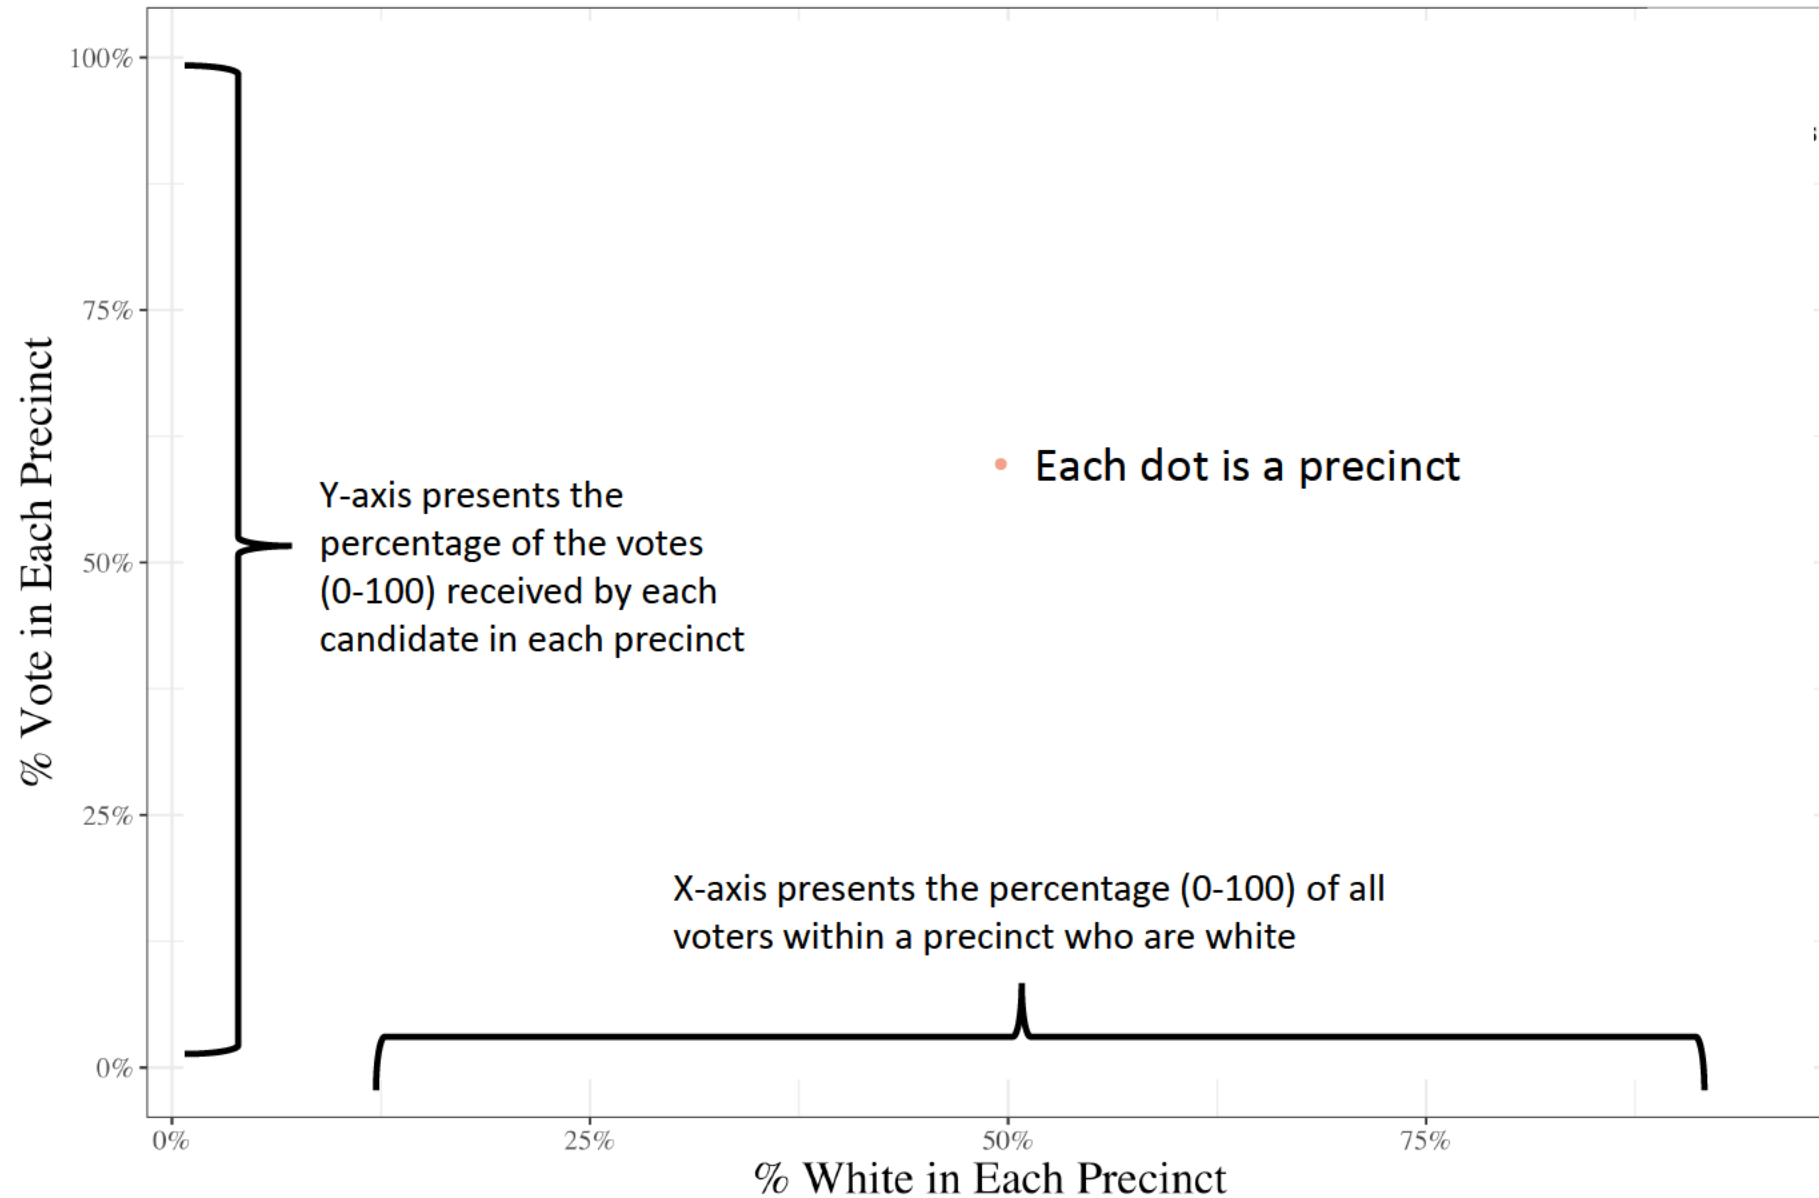 100%
75%
50%
25%
0%
% Vote in Each Precinct
Y-axis presents the
percentage of the votes
(0-100) received by each
candidate in each precinct
Each dot is a precinct
X-axis presents the percentage (0-100) of all
voters within a precinct who are white
0%
25%
50%
75%
% White in Each Precinct